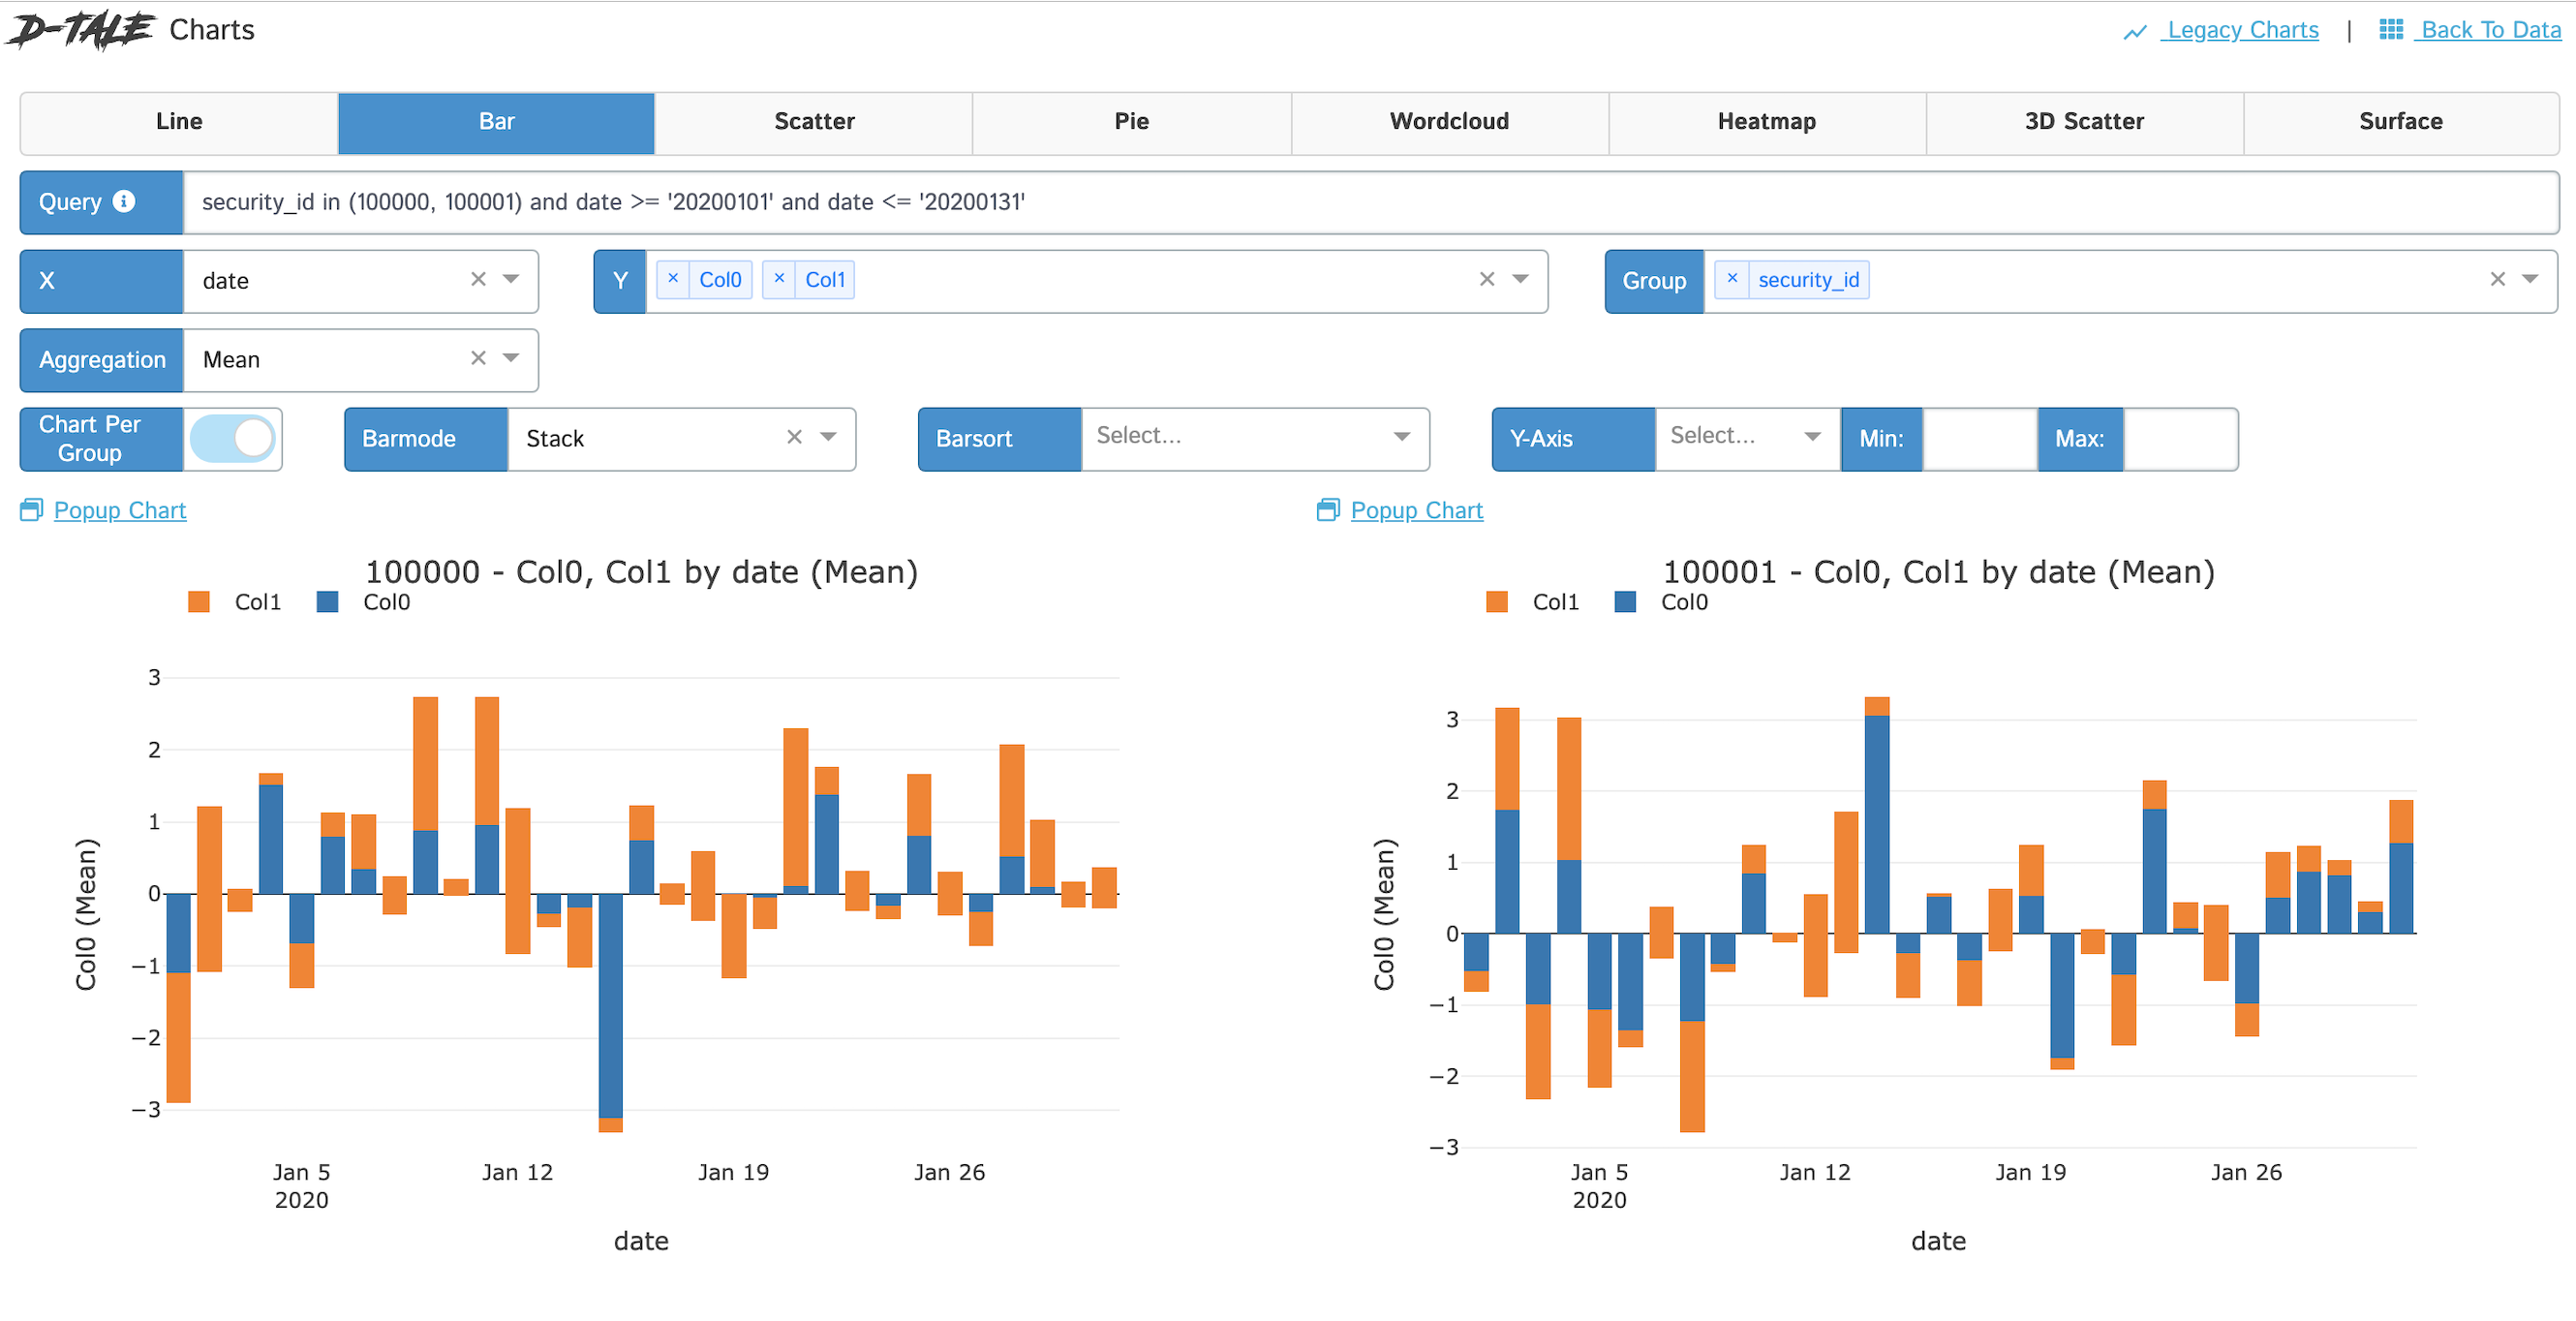 D-TALE Charts
Legacy Charts | Back To Data
Line Bar Scatter Pie Wordcloud Heatmap 3D Scatter Surface
Query security_id in (100000, 100001) and date >= '20200101' and date <= '20200131'
X date × Y × Col0 × Col1 × Group × security_id ×
Aggregation Mean ×
Chart Per Group Barmode Stack × Barsort Select... Y-Axis Select... Min: Max:
Popup Chart Popup Chart
100000 - Col0, Col1 by date (Mean)
Col1 Col0
3
2
1
0
−1
−2
−3
Col0 (Mean)
Jan 5 Jan 12 Jan 19 Jan 26
2020
date
100001 - Col0, Col1 by date (Mean)
Col1 Col0
3
2
1
0
−1
−2
−3
Col0 (Mean)
Jan 5 Jan 12 Jan 19 Jan 26
2020
date